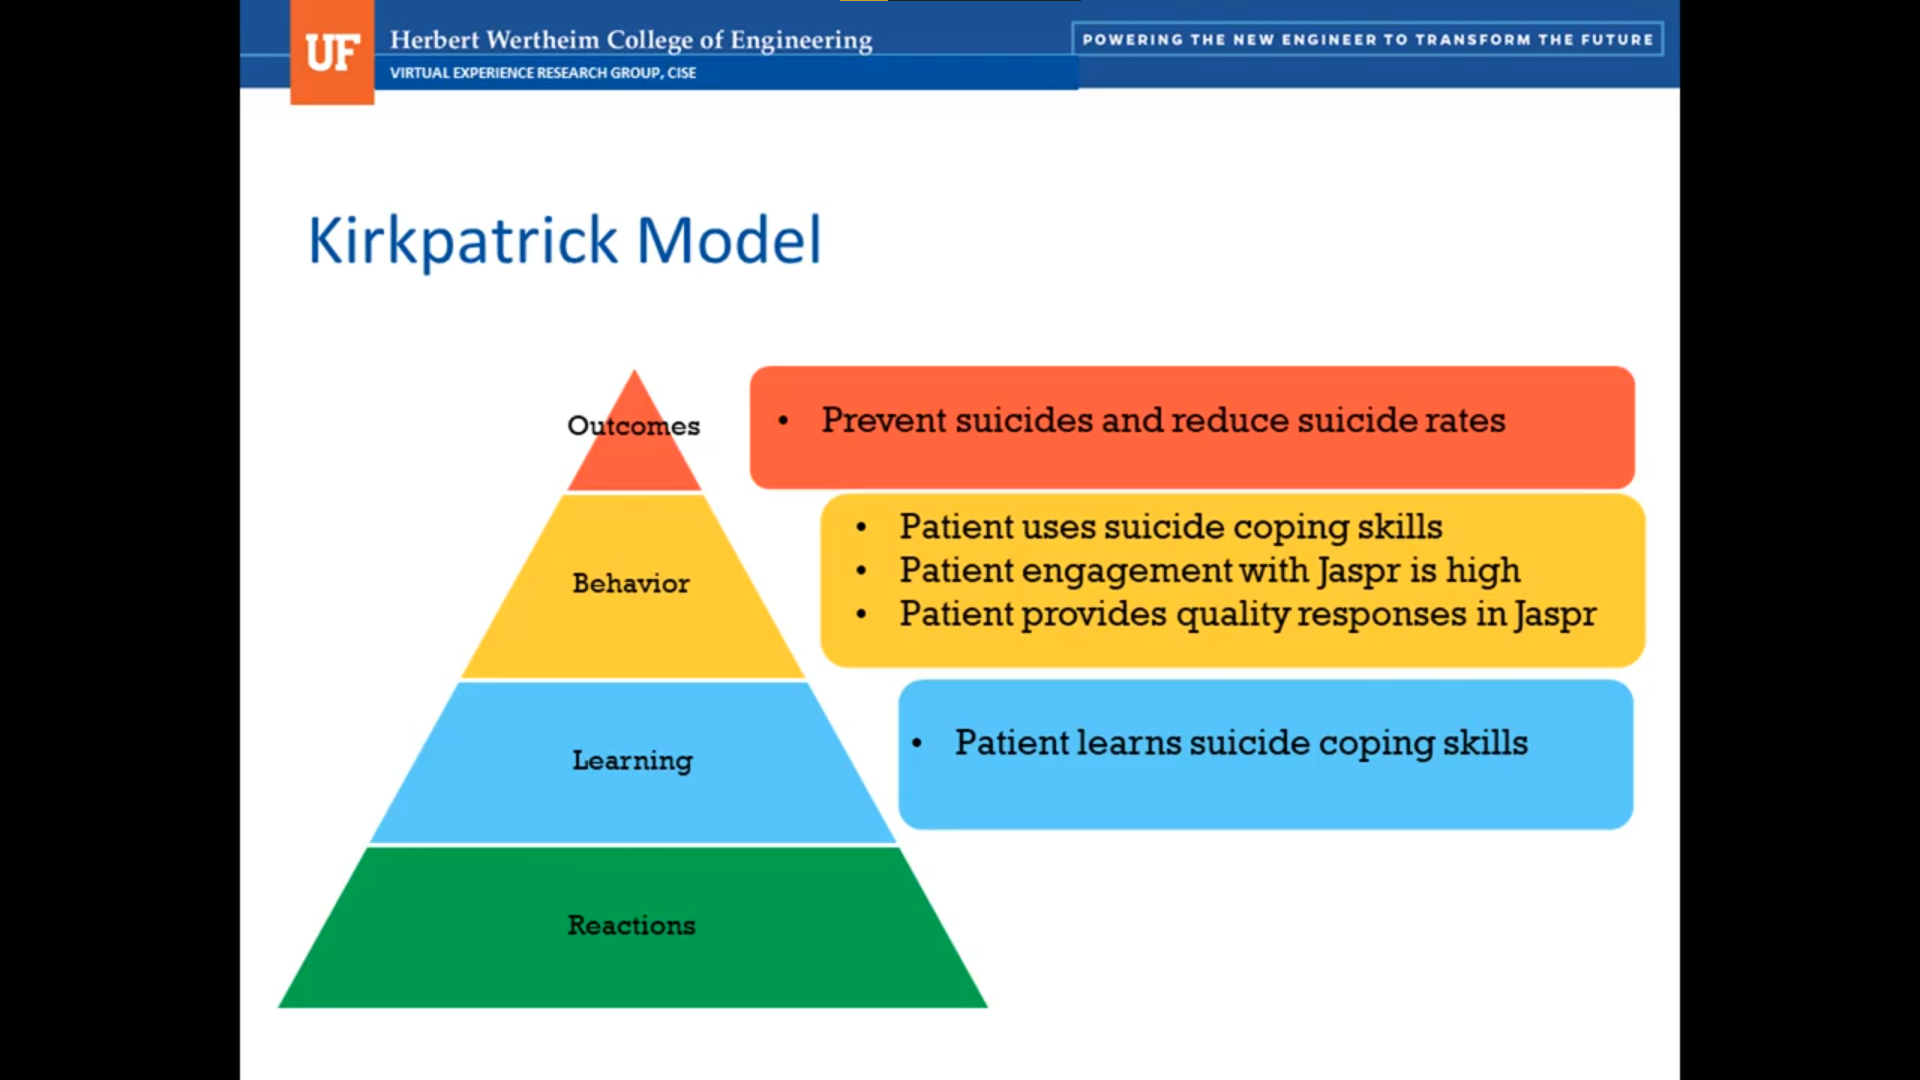 UF
Herbert Wertheim College of Engineering
VIRTUAL EXPERIENCE RESEARCH GROUP, CISE
POWERING THE NEW ENGINEER TO TRANSFORM THE FUTURE
Kirkpatrick Model
Outcomes
• Prevent suicides and reduce suicide rates
Behavior
• Patient uses suicide coping skills
• Patient engagement with Jaspr is high
• Patient provides quality responses in Jaspr
Learning
• Patient learns suicide coping skills
Reactions